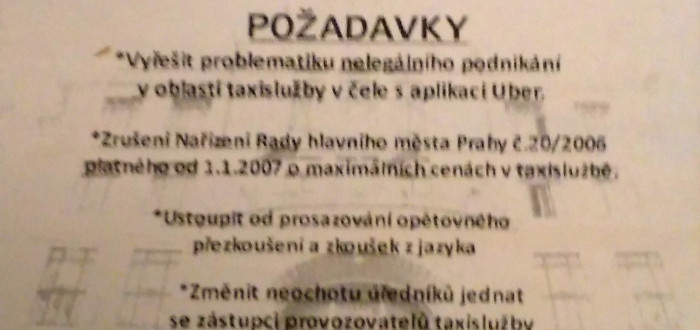 POŽADAVKY
*Vyřešit problematiku nelegálního podnikání
v oblasti taxislužby v čele s aplikaci Uber.
*Zrušení Nařízení Rady hlavního města Prahy č.20/2006
platného od 1.1.2007 o maximálních cenách v taxislužbě.
*Ustoupit od prosazování opětovného
přezkoušení a zkoušek z jazyka
*Změnit neochotu úředníků jednat
se zástupci provozovatelů taxislužby